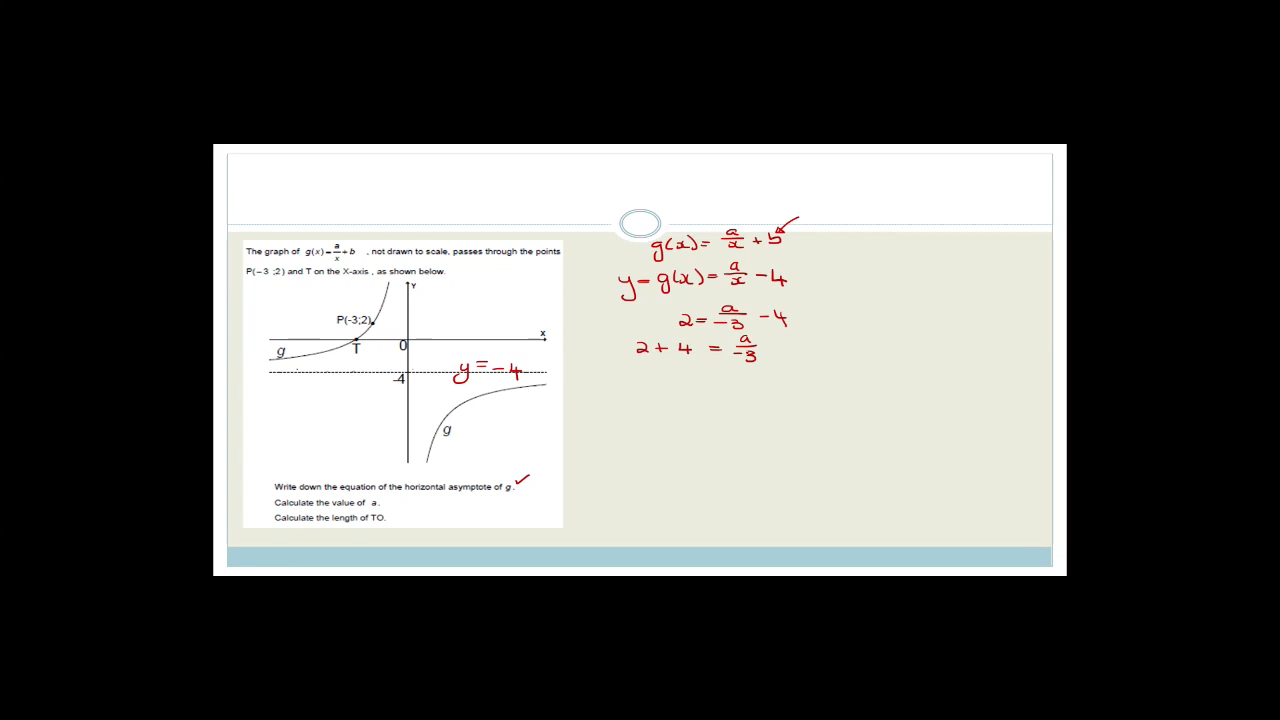 The graph of g(x)=a/x+b , not drawn to scale, passes through the points
P(−3 ;2) and T on the X-axis , as shown below.
Y
P(-3;2)
X
g
T
0
y = -4
-4
g
Write down the equation of the horizontal asymptote of g. ✓
Calculate the value of a.
Calculate the length of TO.
g(x) = a/x + b
y = g(x) = a/x - 4
2 = a/-3 - 4
2 + 4 = a/-3